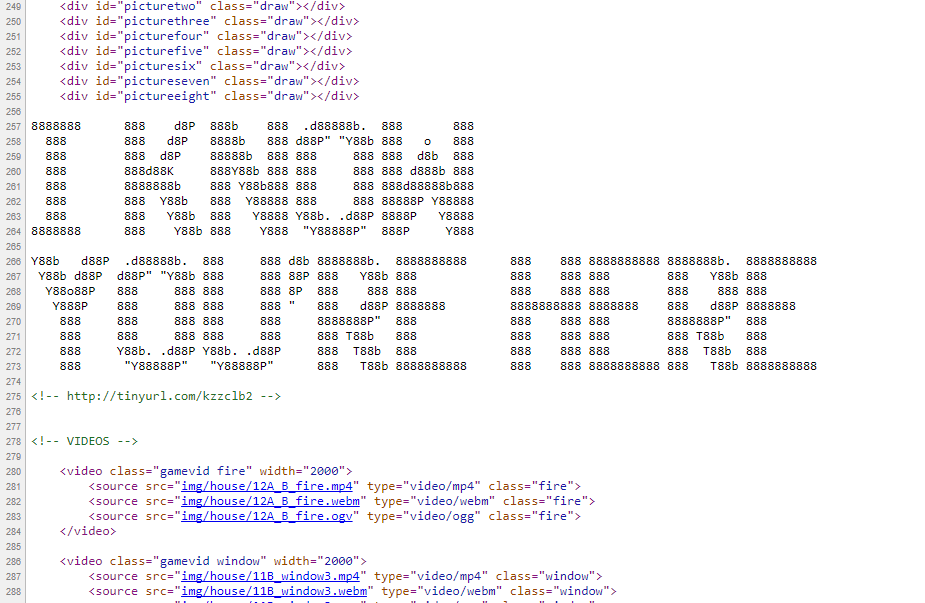 249     <div id="picturetwo" class="draw"></div>
250     <div id="picturethree" class="draw"></div>
251     <div id="picturefour" class="draw"></div>
252     <div id="picturefive" class="draw"></div>
253     <div id="picturesix" class="draw"></div>
254     <div id="pictureseven" class="draw"></div>
255     <div id="pictureeight" class="draw"></div>
256
257 8888888      888    d8P  888b    888  .d88888b.  888       888
258   888        888   d8P   8888b   888 d88P" "Y88b 888   o   888
259   888        888  d8P    88888b  888 888     888 888  d8b  888
260   888        888d88K     888Y88b 888 888     888 888 d888b 888
261   888        8888888b    888 Y88b888 888     888 888d88888b888
262   888        888  Y88b   888  Y88888 888     888 88888P Y88888
263   888        888   Y88b  888   Y8888 Y88b. .d88P 8888P   Y8888
264 8888888      888    Y88b 888    Y888  "Y88888P"  888P     Y888
265
266 Y88b   d88P  .d88888b.  888     888 d8b 8888888b.  8888888888      888    888 8888888888 8888888b.  8888888888
267  Y88b d88P  d88P" "Y88b 888     888 88P 888   Y88b 888             888    888 888        888   Y88b 888
268   Y88o88P   888     888 888     888 8P  888    888 888             888    888 888        888    888 888
269    Y888P    888     888 888     888 "   888   d88P 8888888         8888888888 8888888    888   d88P 8888888
270     888     888     888 888     888     8888888P"  888             888    888 888        8888888P"  888
271     888     888     888 888     888     888 T88b   888             888    888 888        888 T88b   888
272     888     Y88b. .d88P Y88b. .d88P     888  T88b  888             888    888 888        888  T88b  888
273     888      "Y88888P"   "Y88888P"      888   T88b 8888888888      888    888 8888888888 888   T88b 8888888888
274
275 <!-- http://tinyurl.com/kzzclb2 -->
276
277
278 <!-- VIDEOS -->
279
280     <video class="gamevid fire" width="2000">
281         <source src="img/house/12A_B_fire.mp4" type="video/mp4" class="fire">
282         <source src="img/house/12A_B_fire.webm" type="video/webm" class="fire">
283         <source src="img/house/12A_B_fire.ogv" type="video/ogg" class="fire">
284     </video>
285
286     <video class="gamevid window" width="2000">
287         <source src="img/house/11B_window3.mp4" type="video/mp4" class="window">
288         <source src="img/house/11B_window3.webm" type="video/webm" class="window">